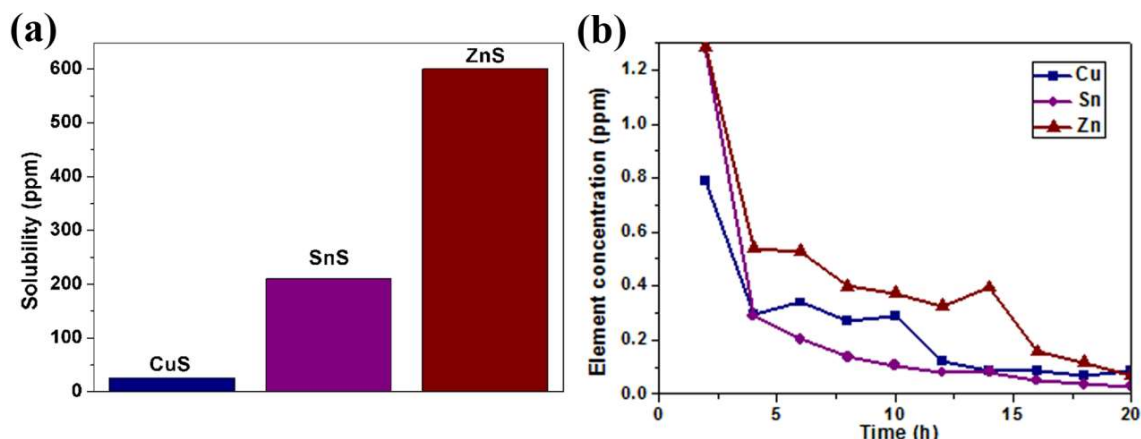 (a)
Solubility (ppm)
600
500
400
300
200
100
0
CuS
SnS
ZnS
(b)
Element concentration (ppm)
1.2
1.0
0.8
0.6
0.4
0.2
0.0
Cu
Sn
Zn
0 5 10 15 20
Time (h)